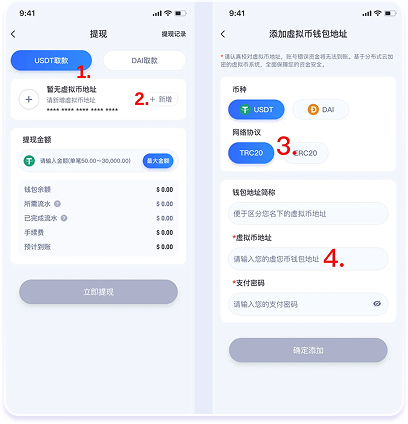 9:41
提现
提现记录
USDT取款
DAI取款
1.
暂无虚拟币地址
请新增虚拟币地址
**** **** **** **** ****
2.
+ 新增
提现金额
请输入金额(单笔50.00~30,000.00)
最大金额
钱包余额 $ 0.00
所需流水 ? $ 0.00
已完成流水 ? $ 0.00
手续费 $ 0.00
预计到账 $ 0.00
立即提现
9:41
添加虚拟币钱包地址
* 请认真校对虚拟币地址，账号错误资金将无法到账。基于分布式云加
密的虚拟币系统，全面保障您的资金安全。
币种
USDT
DAI
网络协议
TRC20
3.
ERC20
钱包地址简称
便于区分您名下的虚拟币地址
*虚拟币地址
请输入您的虚您币钱包地址
4.
*支付密码
请输入您的支付密码
确定添加